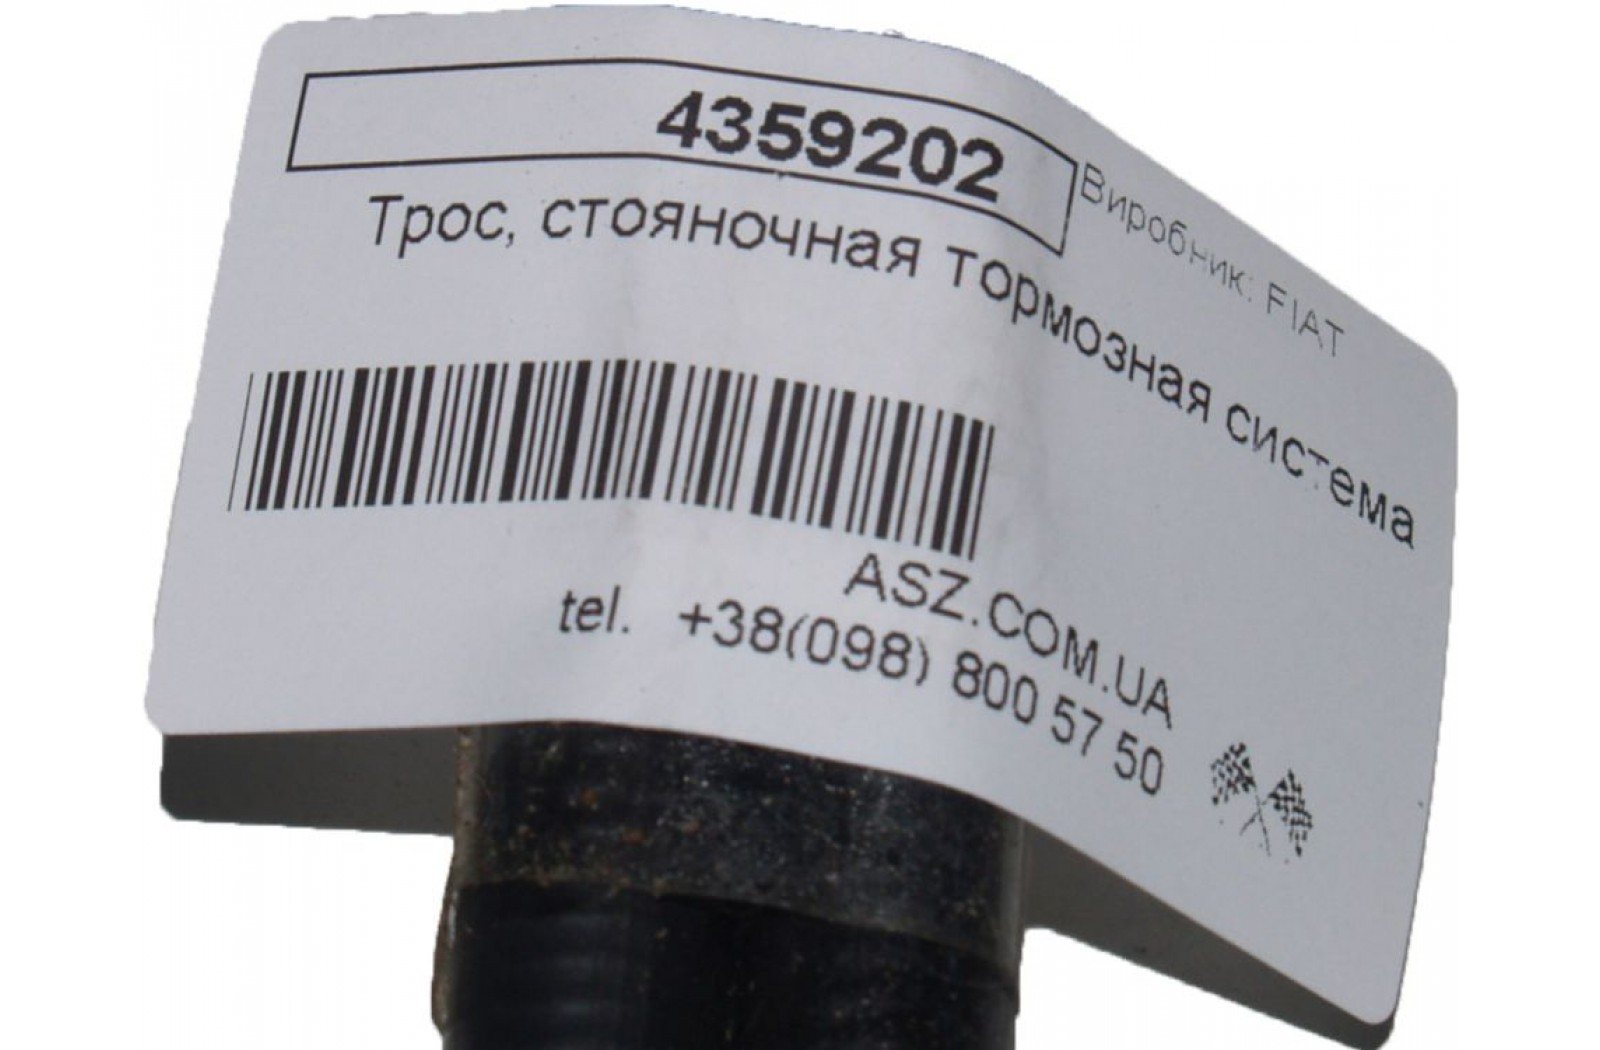 4359202
Виробник: FIAT
Трос, стояночная тормозная система
ASZ.COM.UA
tel. +38(098) 800 57 50